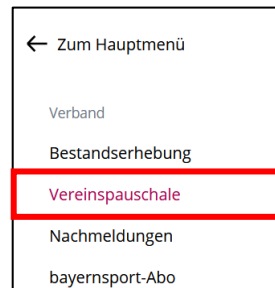 ← Zum Hauptmenü
Verband
Bestandserhebung
Vereinspauschale
Nachmeldungen
bayernsport-Abo